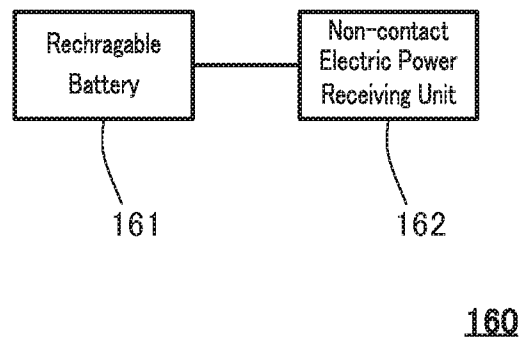 Rechragable
Battery
Non-contact
Electric Power
Receiving Unit
161
162
160